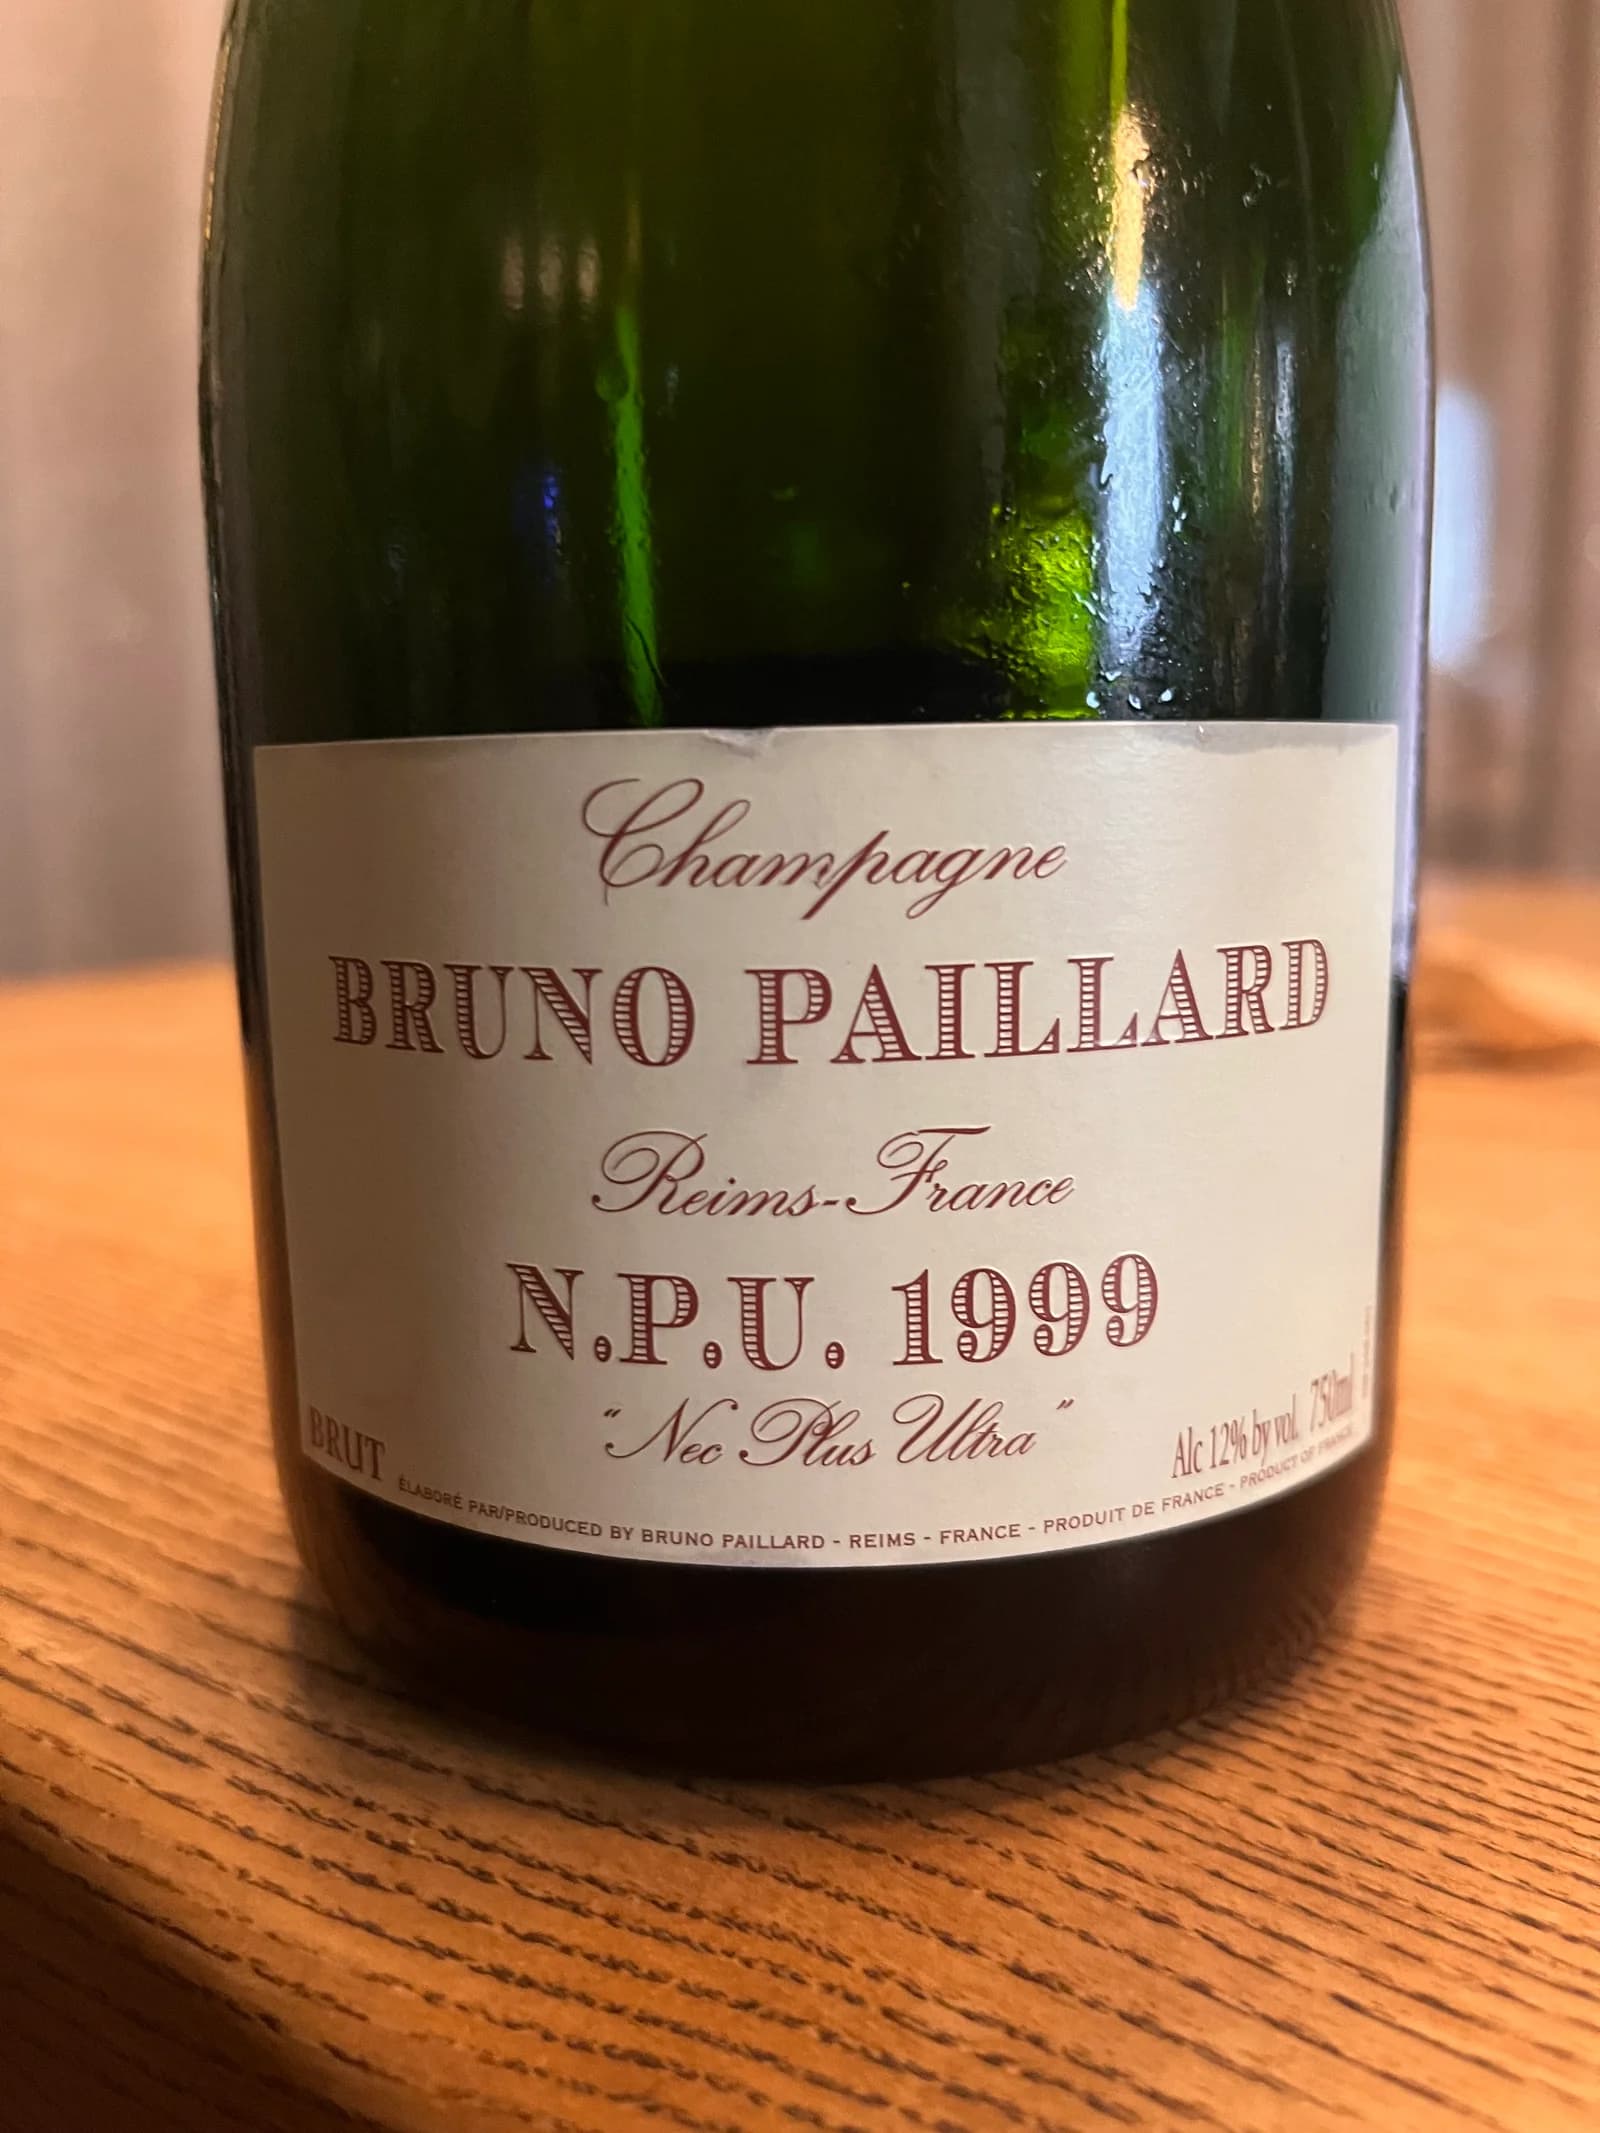 Champagne
BRUNO PAILLARD
Reims-France
N.P.U. 1999
"Nec Plus Ultra"
BRUT
Alc 12% by vol. 750ml
ÉLABORÉ PAR/PRODUCED BY BRUNO PAILLARD - REIMS - FRANCE - PRODUIT DE FRANCE - PRODUCT OF FRANCE